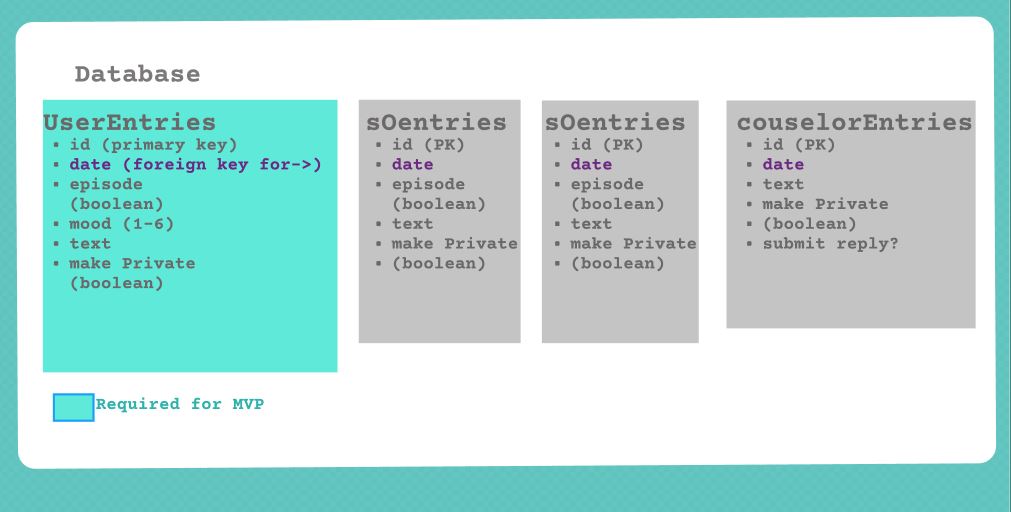 Database
UserEntries
▪ id (primary key)
▪ date (foreign key for->)
▪ episode
(boolean)
▪ mood (1-6)
▪ text
▪ make Private
(boolean)
sOentries
▪ id (PK)
▪ date
▪ episode
(boolean)
▪ text
▪ make Private
▪ (boolean)
sOentries
▪ id (PK)
▪ date
▪ episode
(boolean)
▪ text
▪ make Private
▪ (boolean)
couselorEntries
▪ id (PK)
▪ date
▪ text
▪ make Private
▪ (boolean)
▪ submit reply?
Required for MVP